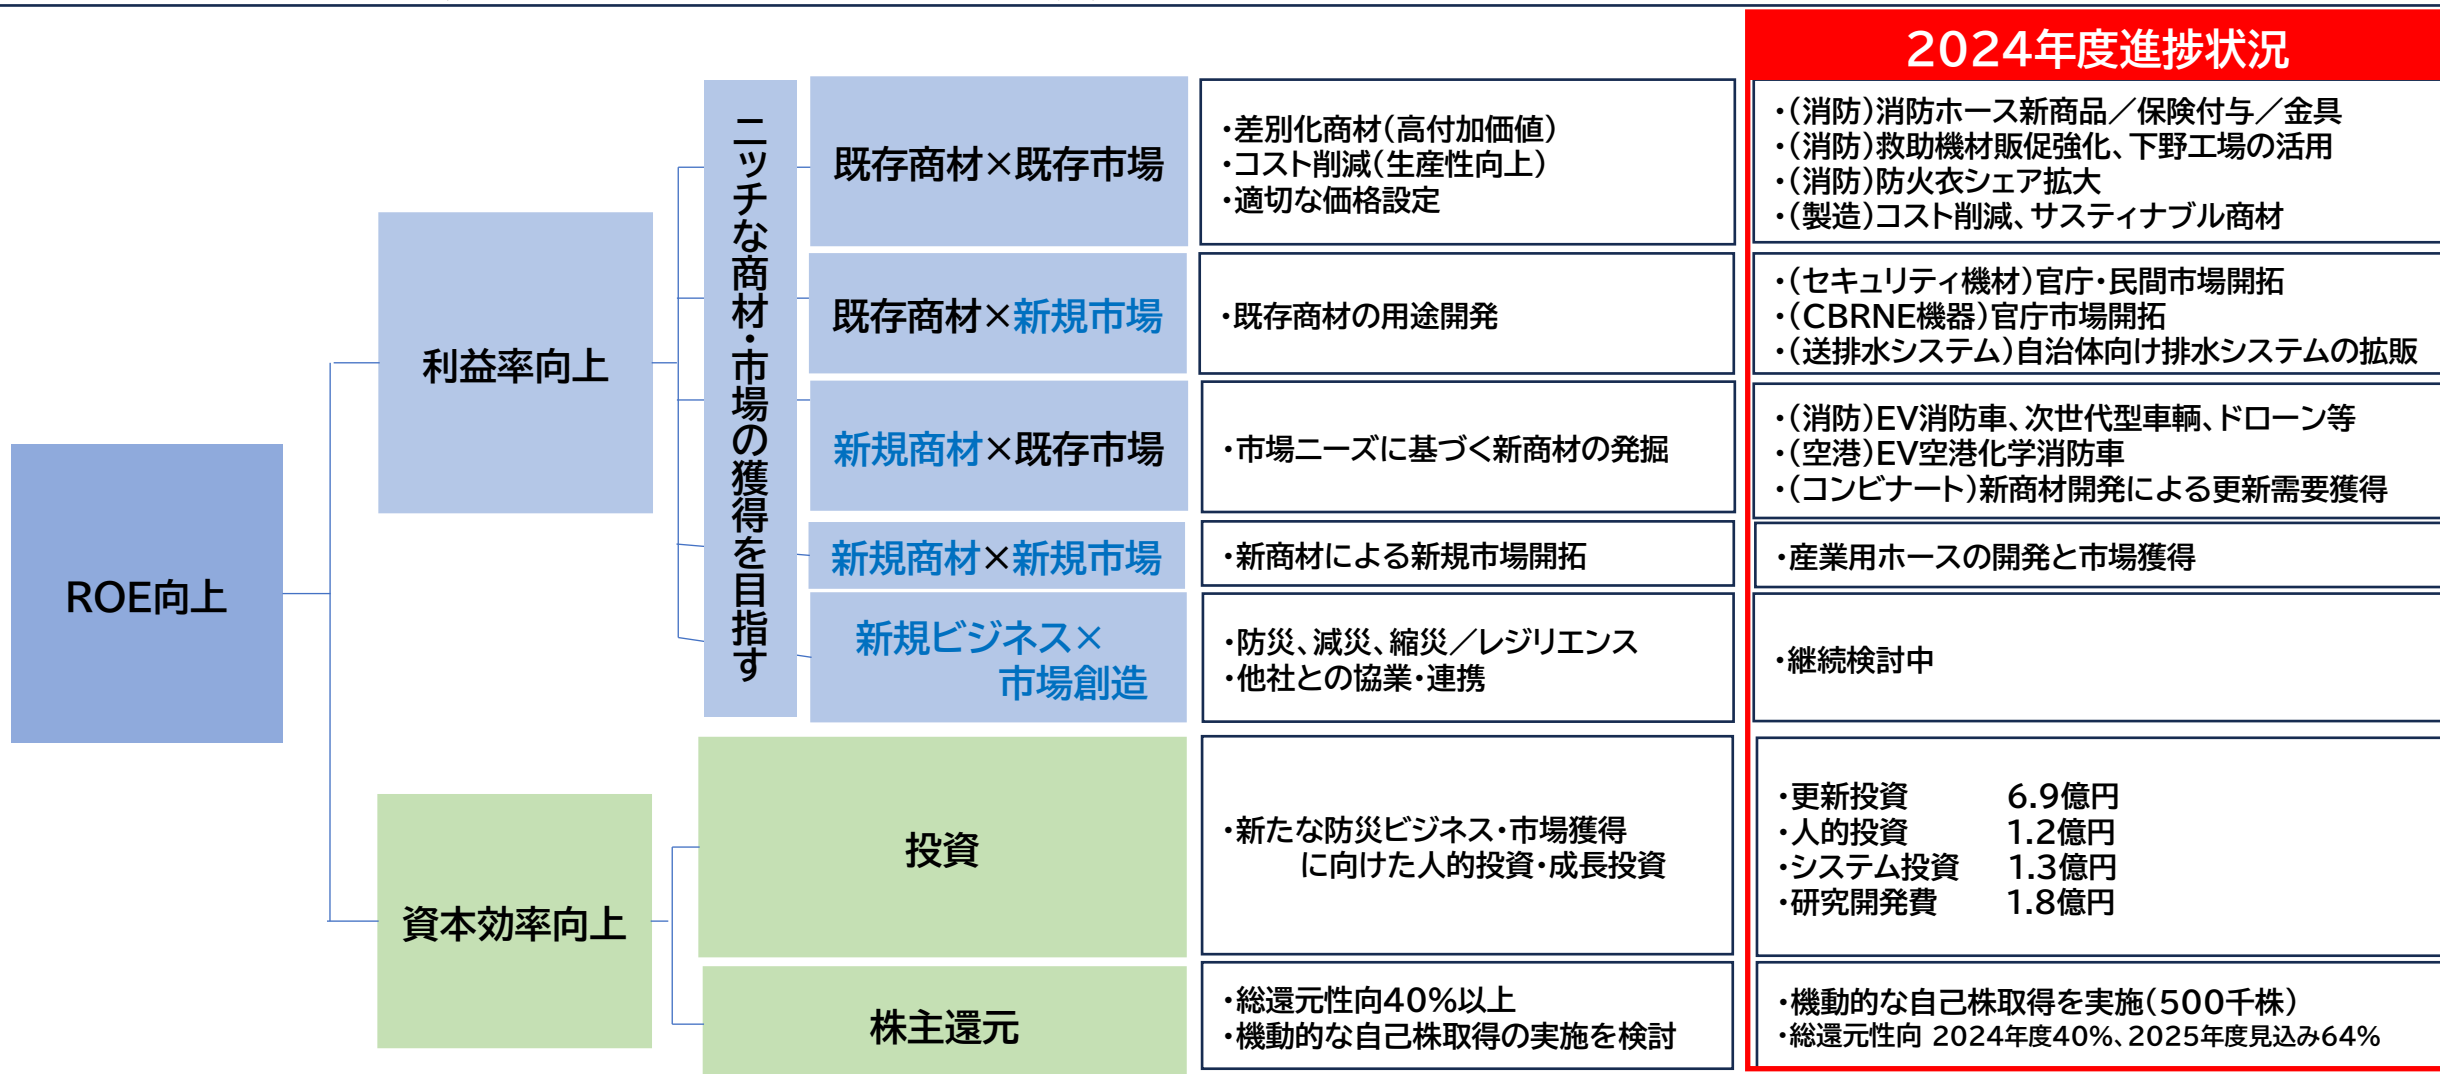 2024年度進捗状況
ROE向上
利益率向上
ニッチな商材・市場の獲得を目指す
既存商材×既存市場
・差別化商材(高付加価値)
・コスト削減(生産性向上)
・適切な価格設定
・(消防)消防ホース新商品／保険付与／金具
・(消防)救助機材販促強化、下野工場の活用
・(消防)防火衣シェア拡大
・(製造)コスト削減、サスティナブル商材
既存商材×新規市場
・既存商材の用途開発
・(セキュリティ機材)官庁・民間市場開拓
・(CBRNE機器)官庁市場開拓
・(送排水システム)自治体向け排水システムの拡販
新規商材×既存市場
・市場ニーズに基づく新商材の発掘
・(消防)EV消防車、次世代型車輌、ドローン等
・(空港)EV空港化学消防車
・(コンビナート)新商材開発による更新需要獲得
新規商材×新規市場
・新商材による新規市場開拓
・産業用ホースの開発と市場獲得
新規ビジネス×
市場創造
・防災、減災、縮災／レジリエンス
・他社との協業・連携
・継続検討中
資本効率向上
投資
・新たな防災ビジネス・市場獲得
に向けた人的投資・成長投資
・更新投資 6.9億円
・人的投資 1.2億円
・システム投資 1.3億円
・研究開発費 1.8億円
株主還元
・総還元性向40%以上
・機動的な自己株取得の実施を検討
・機動的な自己株取得を実施(500千株)
・総還元性向 2024年度40%、2025年度見込み64%